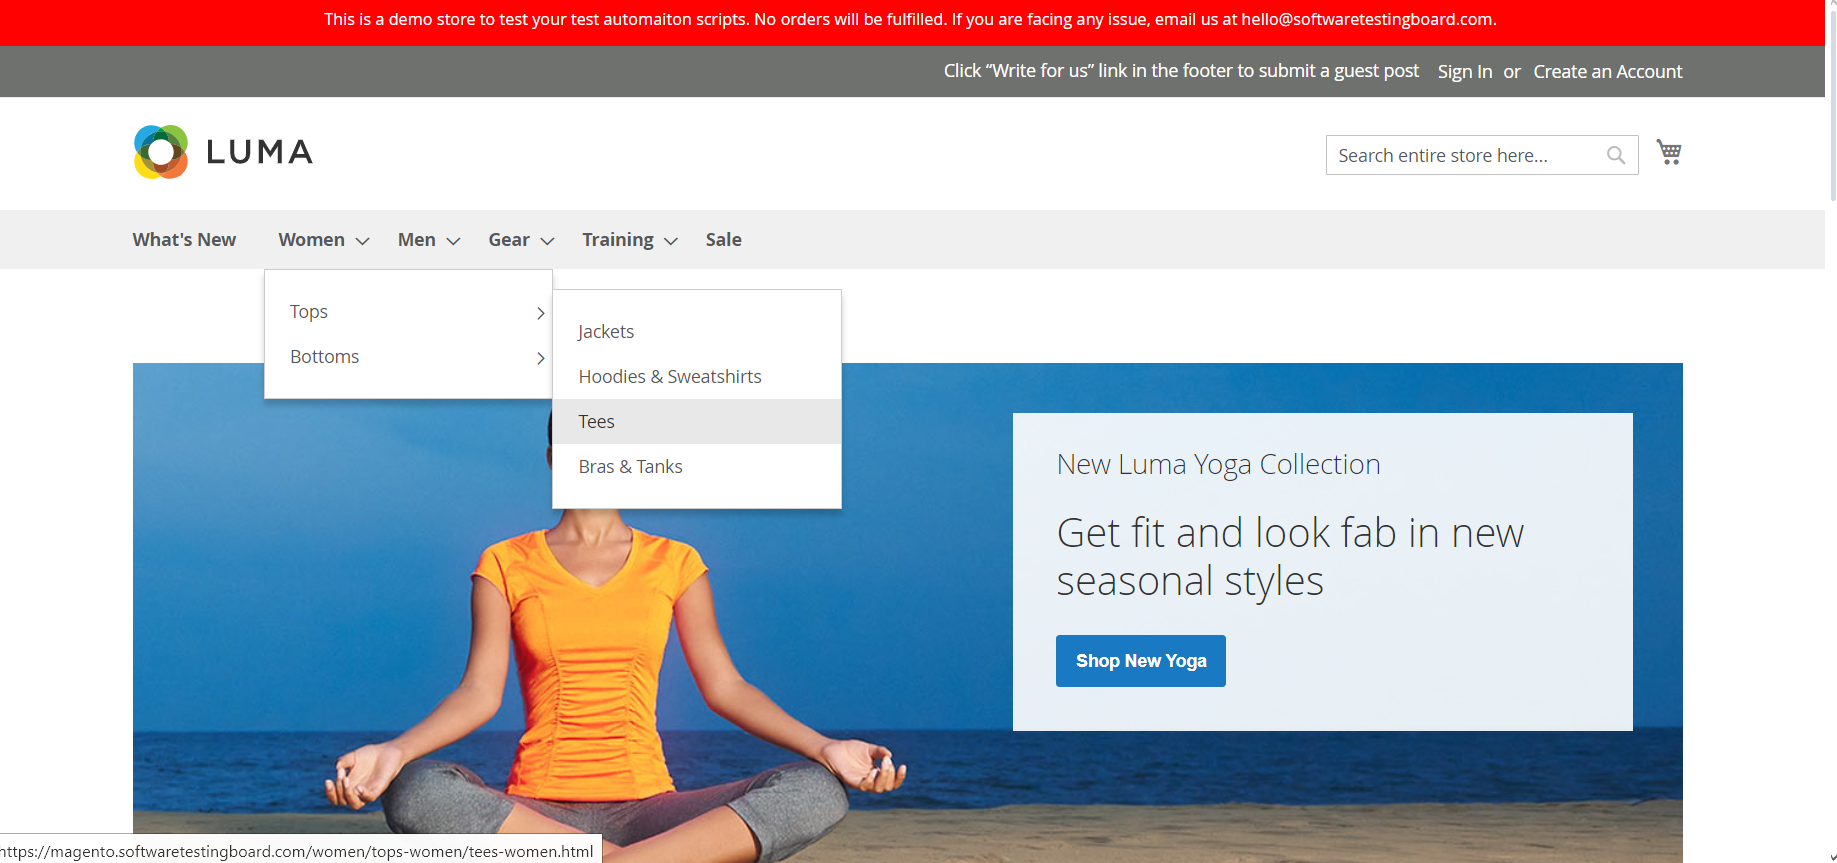 This is a demo store to test your test automaiton scripts. No orders will be fulfilled. If you are facing any issue, email us at hello@softwaretestingboard.com.
Click “Write for us” link in the footer to submit a guest post Sign In or Create an Account
LUMA
Search entire store here...
What's New Women Men Gear Training Sale
Tops
Bottoms
Jackets
Hoodies & Sweatshirts
Tees
Bras & Tanks
New Luma Yoga Collection
Get fit and look fab in new
seasonal styles
Shop New Yoga
https://magento.softwaretestingboard.com/women/tops-women/tees-women.html